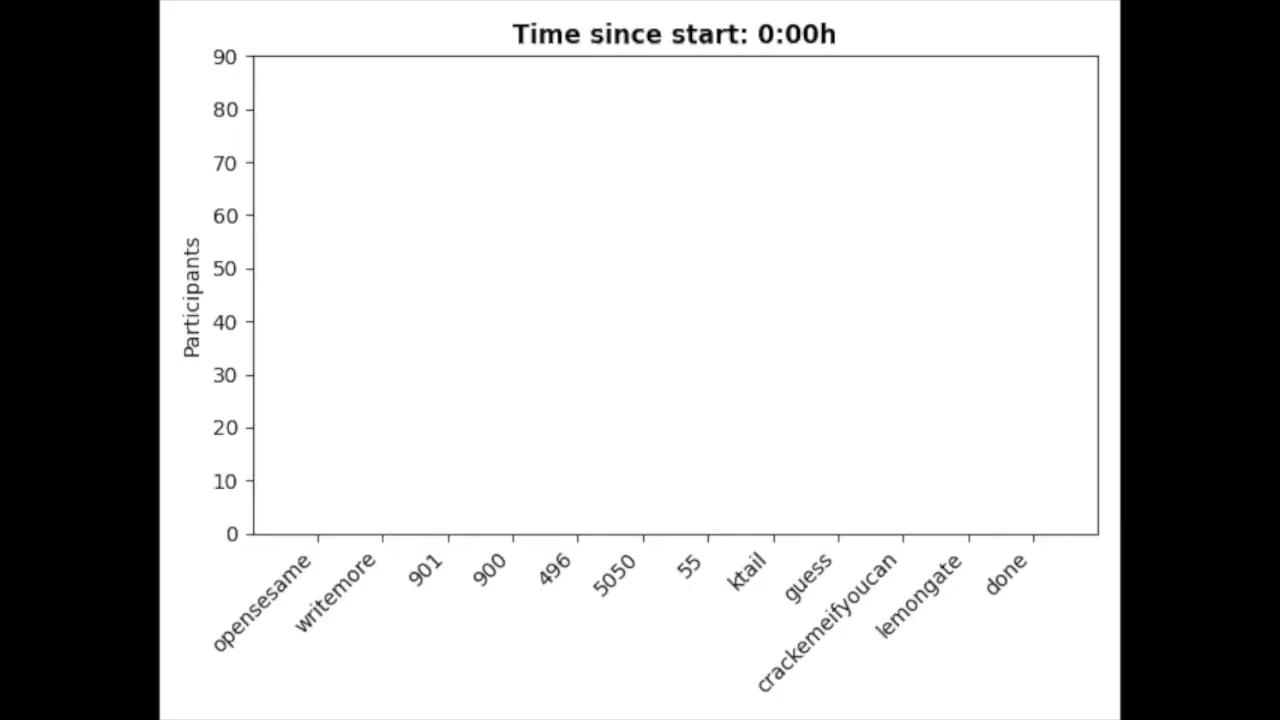 Time since start: 0:00h
90
80
70
60
50
40
30
20
10
0
Participants
opensesame
writemore
901
900
496
5050
55
ktail
guess
crackemeifyoucan
lemongate
done